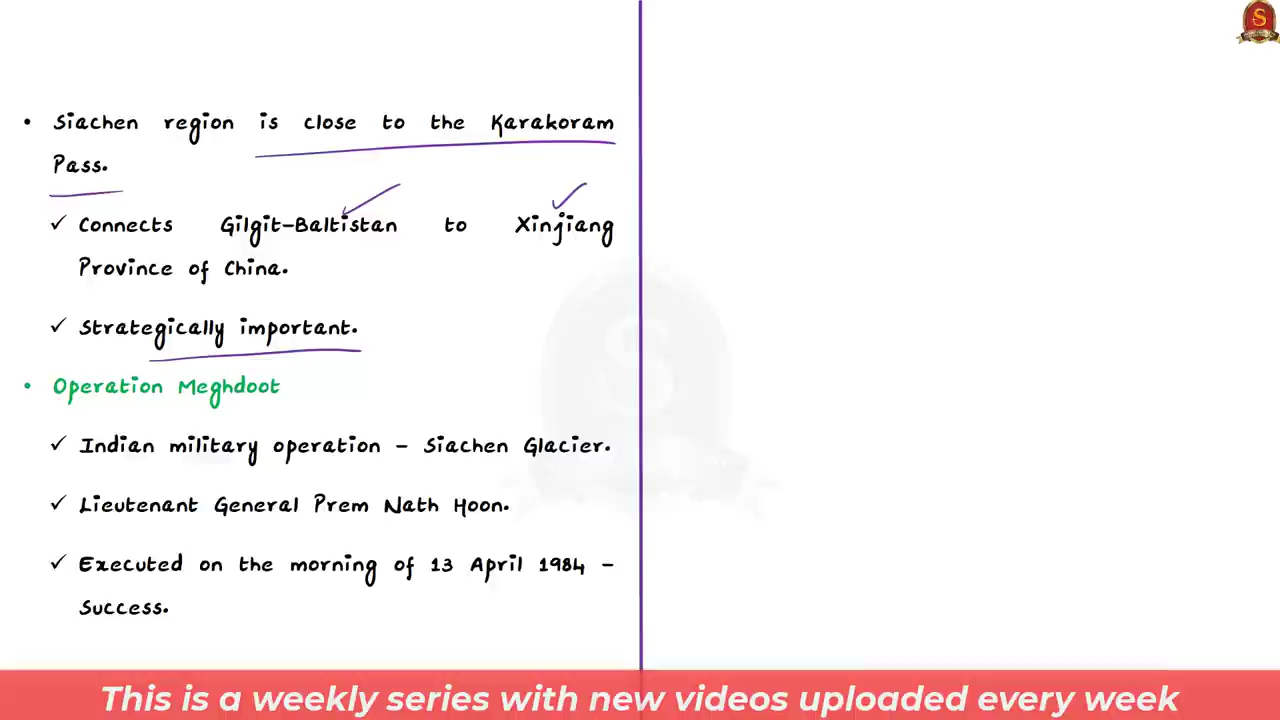 • Siachen region is close to the Karakoram
Pass.
✓ Connects Gilgit-Baltistan to Xinjiang
Province of China.
✓ Strategically important.
• Operation Meghdoot
✓ Indian military operation - Siachen Glacier.
✓ Lieutenant General Prem Nath Hoon.
✓ Executed on the morning of 13 April 1984 -
Success.
S
S
This is a weekly series with new videos uploaded every week